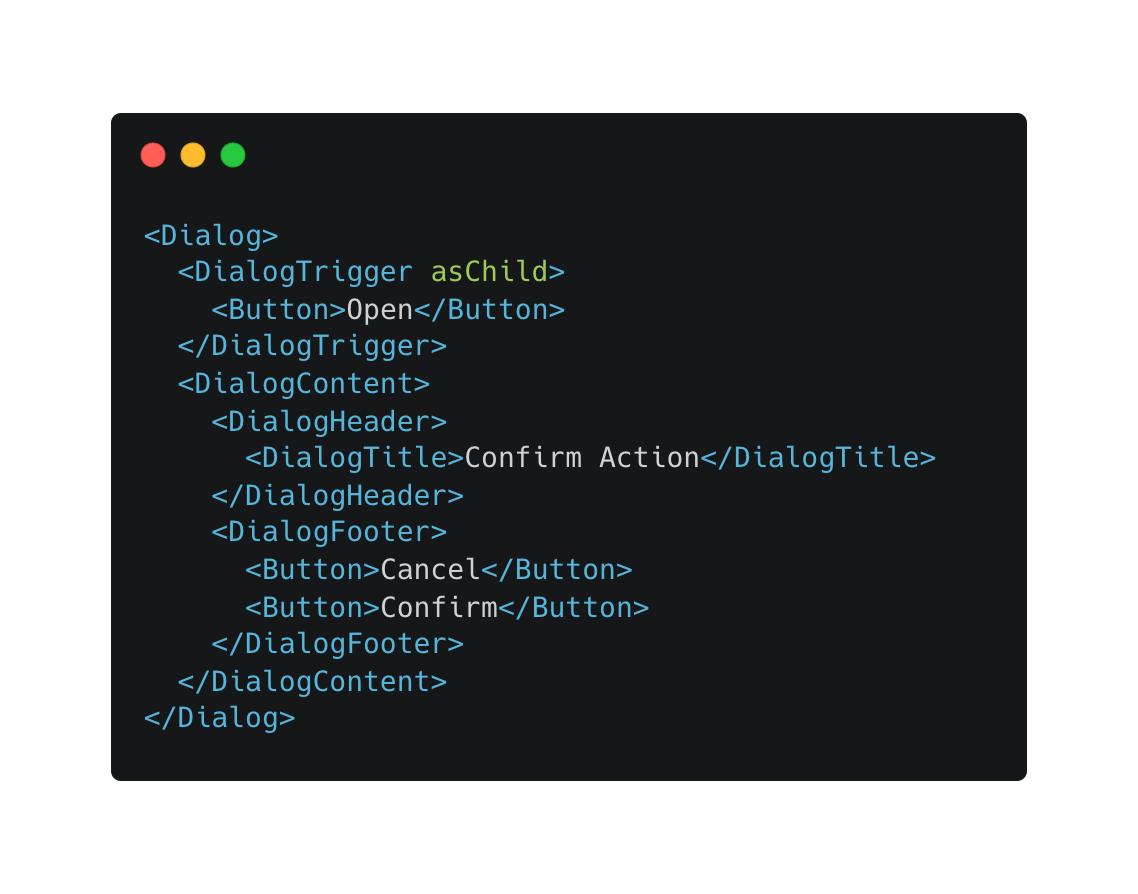 <Dialog>
  <DialogTrigger asChild>
    <Button>Open</Button>
  </DialogTrigger>
  <DialogContent>
    <DialogHeader>
      <DialogTitle>Confirm Action</DialogTitle>
    </DialogHeader>
    <DialogFooter>
      <Button>Cancel</Button>
      <Button>Confirm</Button>
    </DialogFooter>
  </DialogContent>
</Dialog>